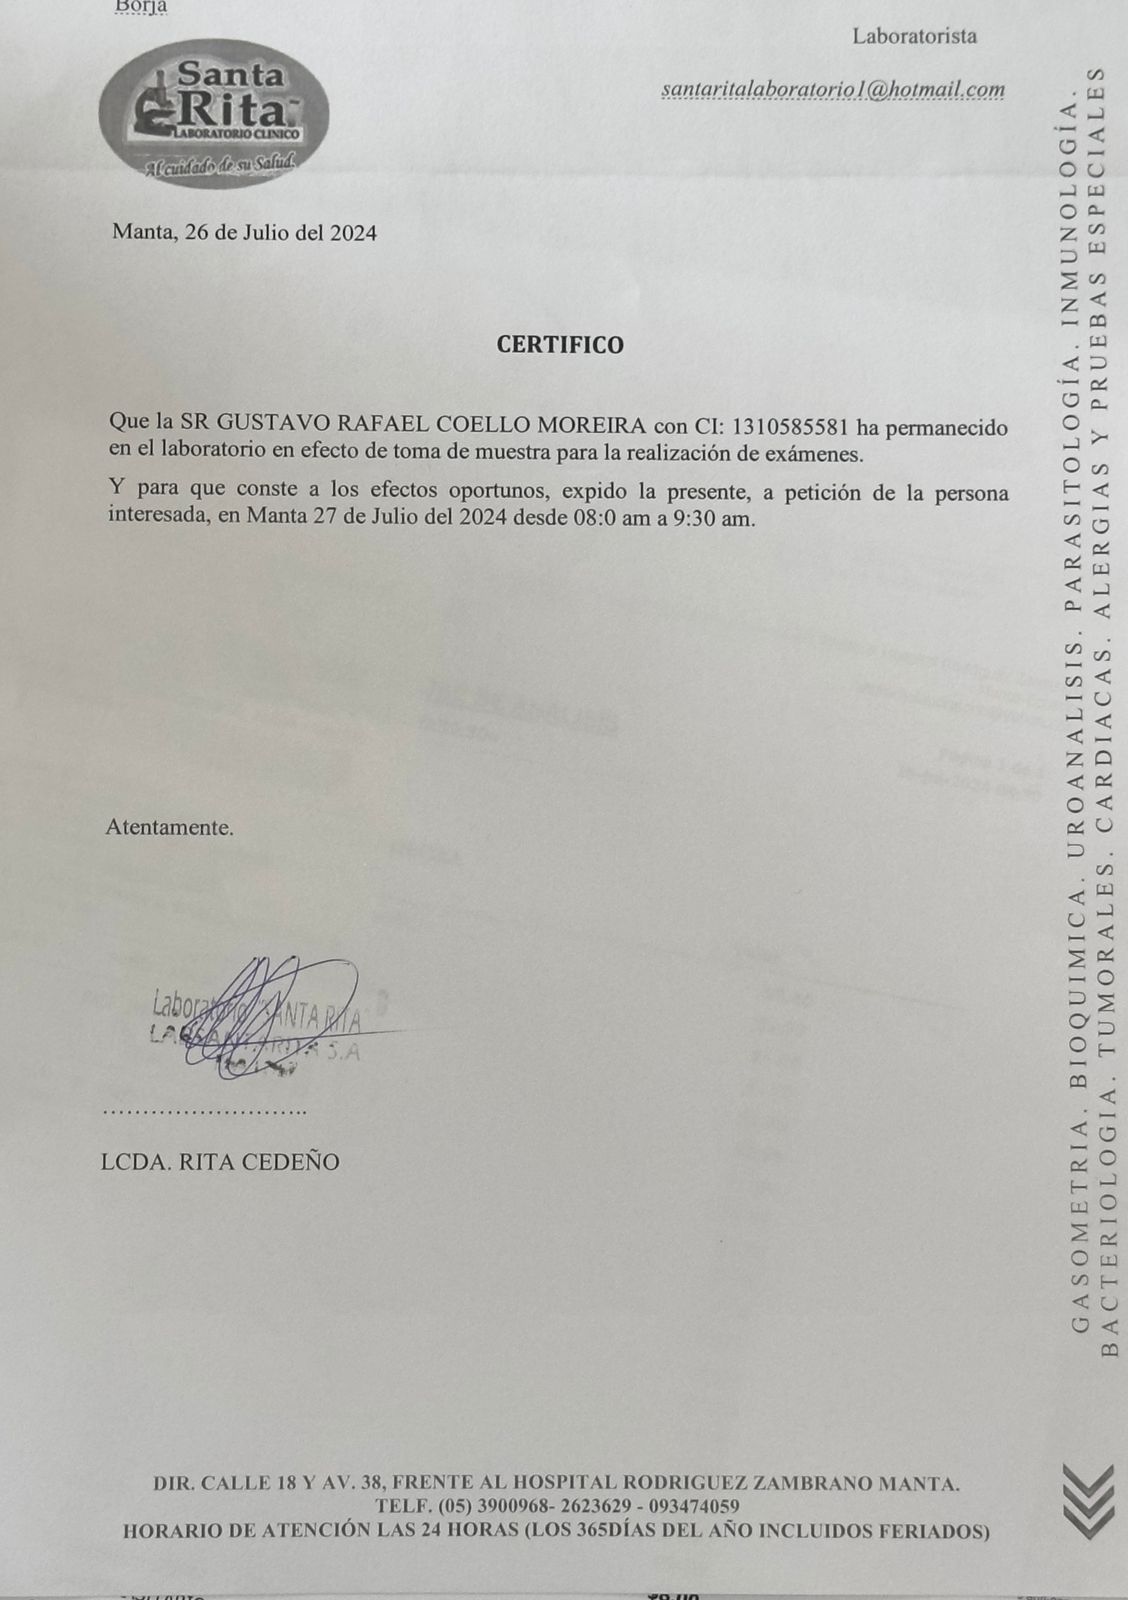 Borja
Laboratorista
santaritalaboratorio1@hotmail.com
Santa
Rita
LABORATORIO CLINICO
Al cuidado de su Salud.
Manta, 26 de Julio del 2024
CERTIFICO
Que la SR GUSTAVO RAFAEL COELLO MOREIRA con CI: 1310585581 ha permanecido
en el laboratorio en efecto de toma de muestra para la realización de exámenes.
Y para que conste a los efectos oportunos, expido la presente, a petición de la persona
interesada, en Manta 27 de Julio del 2024 desde 08:0 am a 9:30 am.
Atentamente.
Laboratorio "SANTA RITA"
LABSANTARITA S.A
............................
LCDA. RITA CEDEÑO
GASOMETRIA. BIOQUIMICA. UROANALISIS. PARASITOLOGÍA. INMUNOLOGÍA.
BACTERIOLOGIA. TUMORALES. CARDIACAS. ALERGIAS Y PRUEBAS ESPECIALES
DIR. CALLE 18 Y AV. 38, FRENTE AL HOSPITAL RODRIGUEZ ZAMBRANO MANTA.
TELF. (05) 3900968- 2623629 - 093474059
HORARIO DE ATENCIÓN LAS 24 HORAS (LOS 365DÍAS DEL AÑO INCLUIDOS FERIADOS)